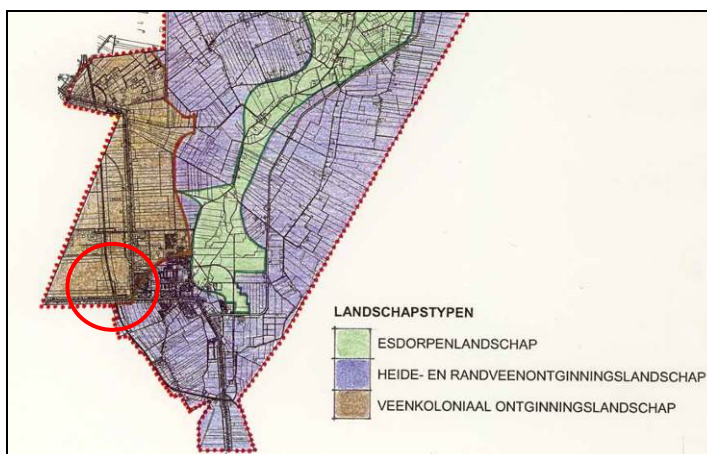 LANDSCHAPSTYPEN
ESDORPENLANDSCHAP
HEIDE- EN RANDVEENONTGINNINGSLANDSCHAP
VEENKOLONIAAL ONTGINNINGSLANDSCHAP